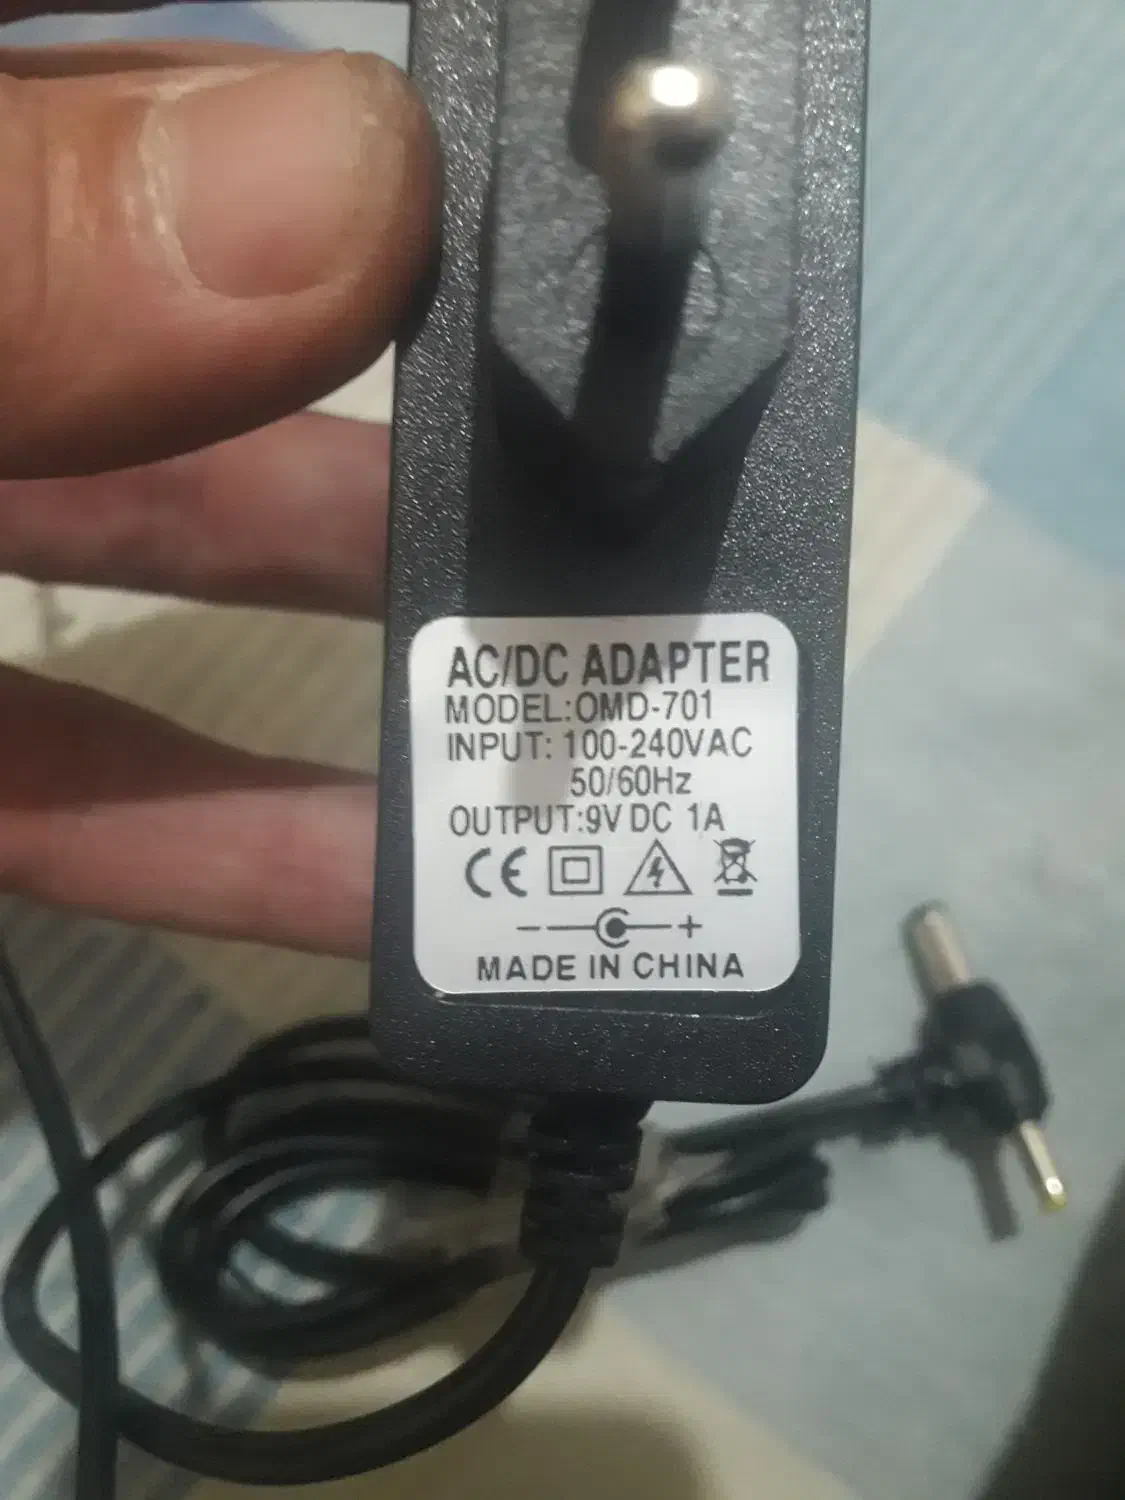 AC/DC ADAPTER
MODEL:OMD-701
INPUT: 100-240VAC
50/60Hz
OUTPUT:9V DC 1A
CE
- +
MADE IN CHINA